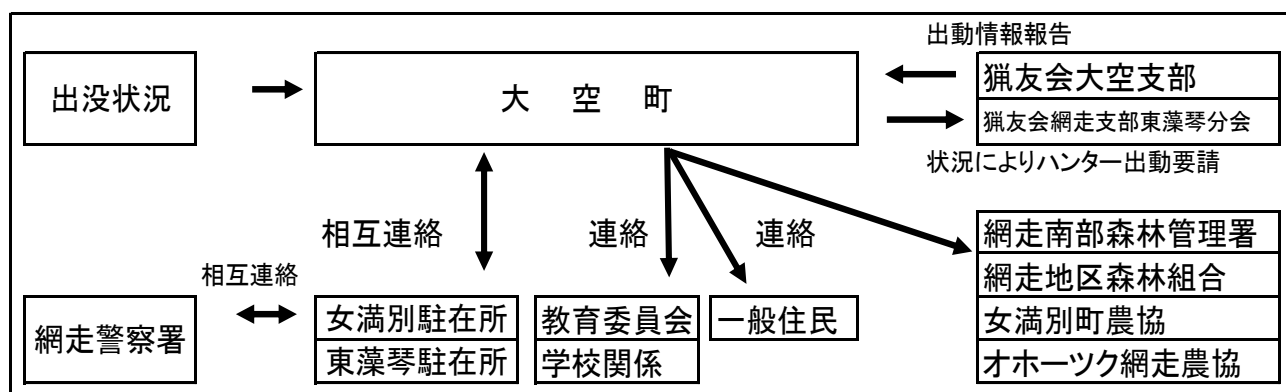 出動情報報告
出没状況
大 空 町
猟友会大空支部
猟友会網走支部東藻琴分会
状況によりハンター出動要請
相互連絡
連絡
連絡
相互連絡
網走警察署
女満別駐在所
東藻琴駐在所
教育委員会
学校関係
一般住民
網走南部森林管理署
網走地区森林組合
女満別町農協
オホーツク網走農協